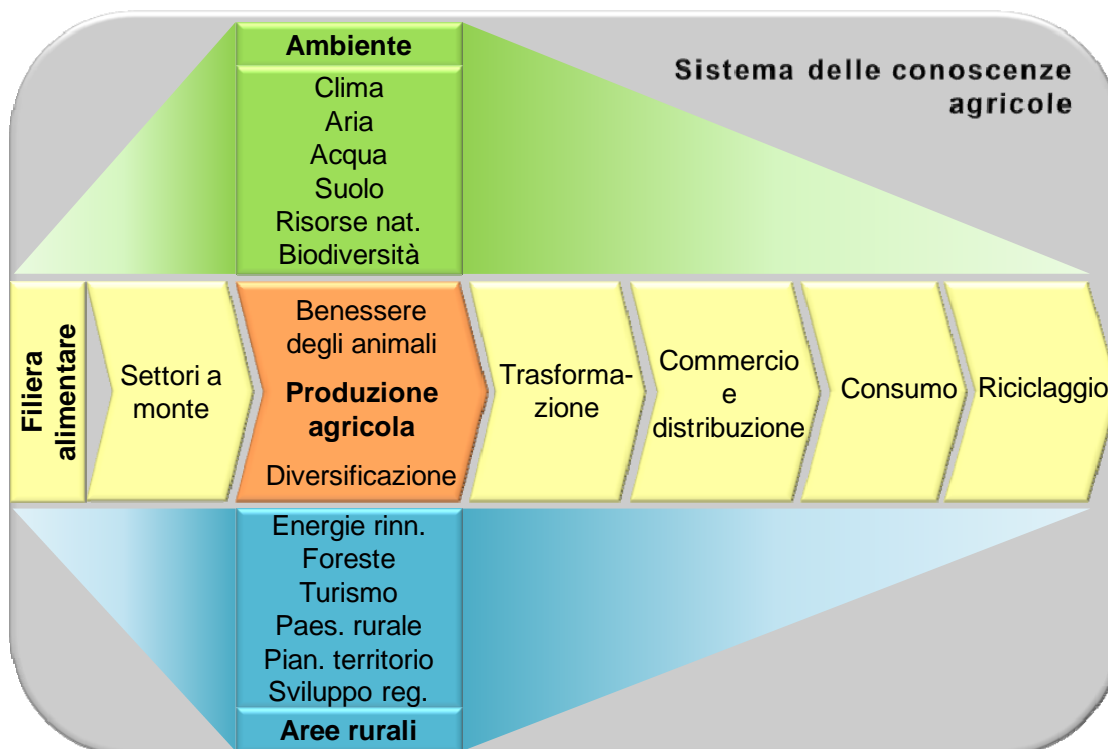 Ambiente
Sistema delle conoscenze
agricole
Clima
Aria
Acqua
Suolo
Risorse nat.
Biodiversità
Filiera
alimentare
Settori a
monte
Benessere
degli animali
Produzione
agricola
Diversificazione
Trasforma-
zione
Commercio
e
distribuzione
Consumo
Riciclaggio
Energie rinn.
Foreste
Turismo
Paes. rurale
Pian. territorio
Sviluppo reg.
Aree rurali